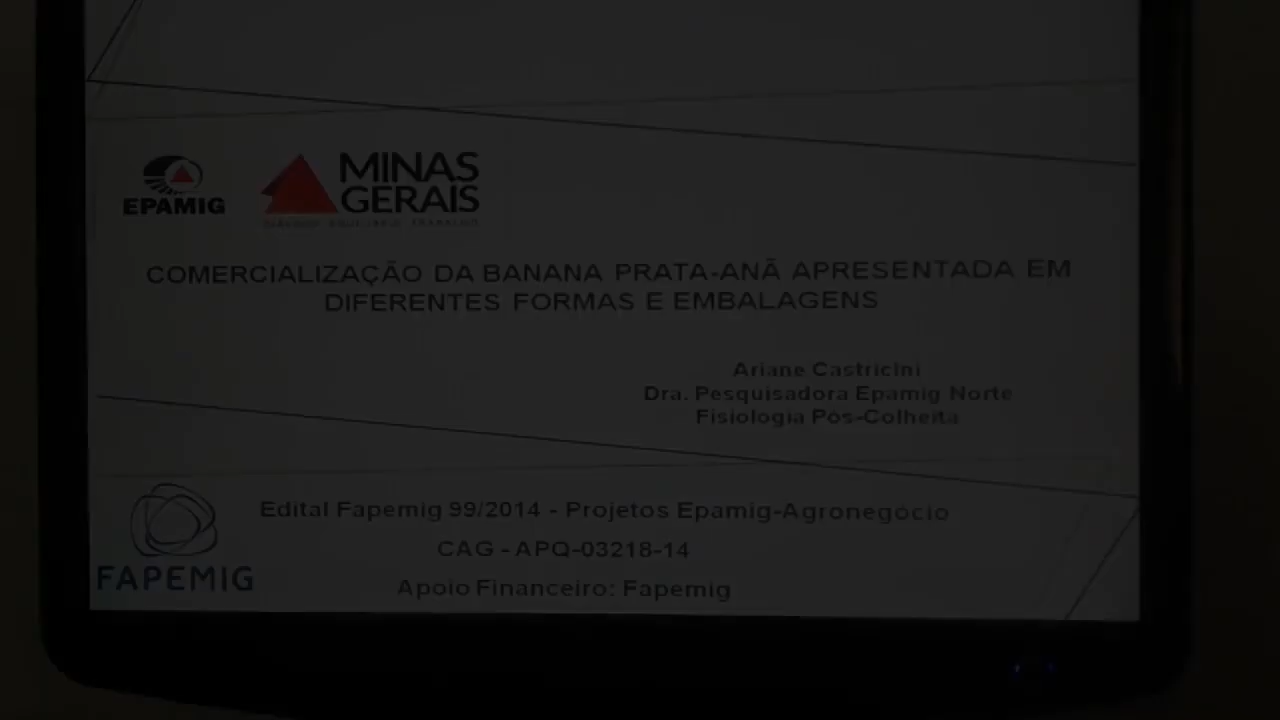 EPAMIG
MINAS
GERAIS
COMERCIALIZAÇÃO DA BANANA PRATA-ANÃ APRESENTADA EM
DIFERENTES FORMAS E EMBALAGENS
Ariane Castricini
Dra. Pesquisadora Epamig Norte
Fisiologia Pós-Colheita
Edital Fapemig 99/2014 - Projetos Epamig-Agronegócio
CAG - APQ-03218-14
FAPEMIG
Apoio Financeiro: Fapemig